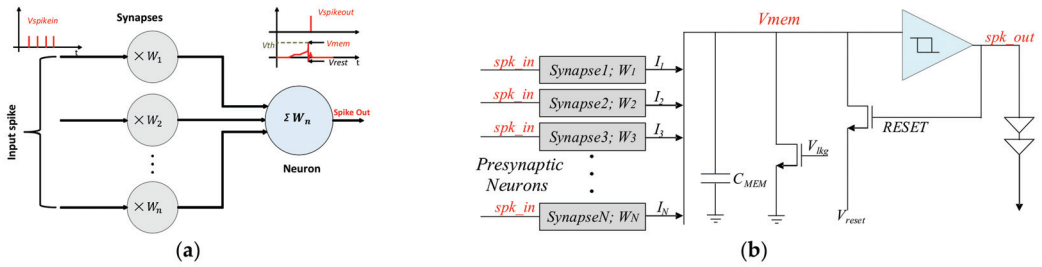 Vspikein
t
Synapses
Vspikeout
Vth
Vmem
Vrest
t
Input spike
× W1
× W2
× Wn
Σ Wn
Spike Out
Neuron
(a)
Vmem
spk_out
spk_in
Synapse1; W1
I1
spk_in
Synapse2; W2
I2
spk_in
Synapse3; W3
I3
Presynaptic
Neurons
spk_in
SynapseN; WN
IN
CMEM
Vlkg
RESET
Vreset
(b)